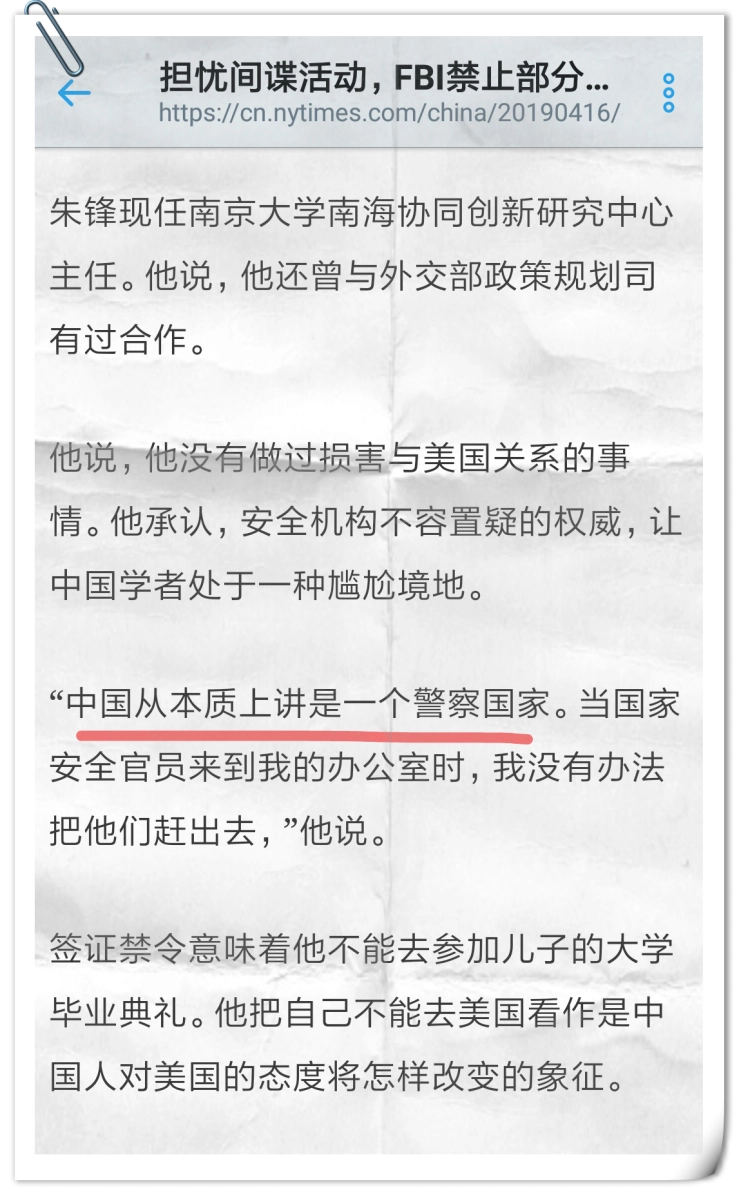 担忧间谍活动，FBI禁止部分...
https://cn.nytimes.com/china/20190416/
朱锋现任南京大学南海协同创新研究中心
主任。他说，他还曾与外交部政策规划司
有过合作。
他说，他没有做过损害与美国关系的事
情。他承认，安全机构不容置疑的权威，让
中国学者处于一种尴尬境地。
“中国从本质上讲是一个警察国家。当国家
安全官员来到我的办公室时，我没有办法
把他们赶出去，”他说。
签证禁令意味着他不能去参加儿子的大学
毕业典礼。他把自己不能去美国看作是中
国人对美国的态度将怎样改变的象征。